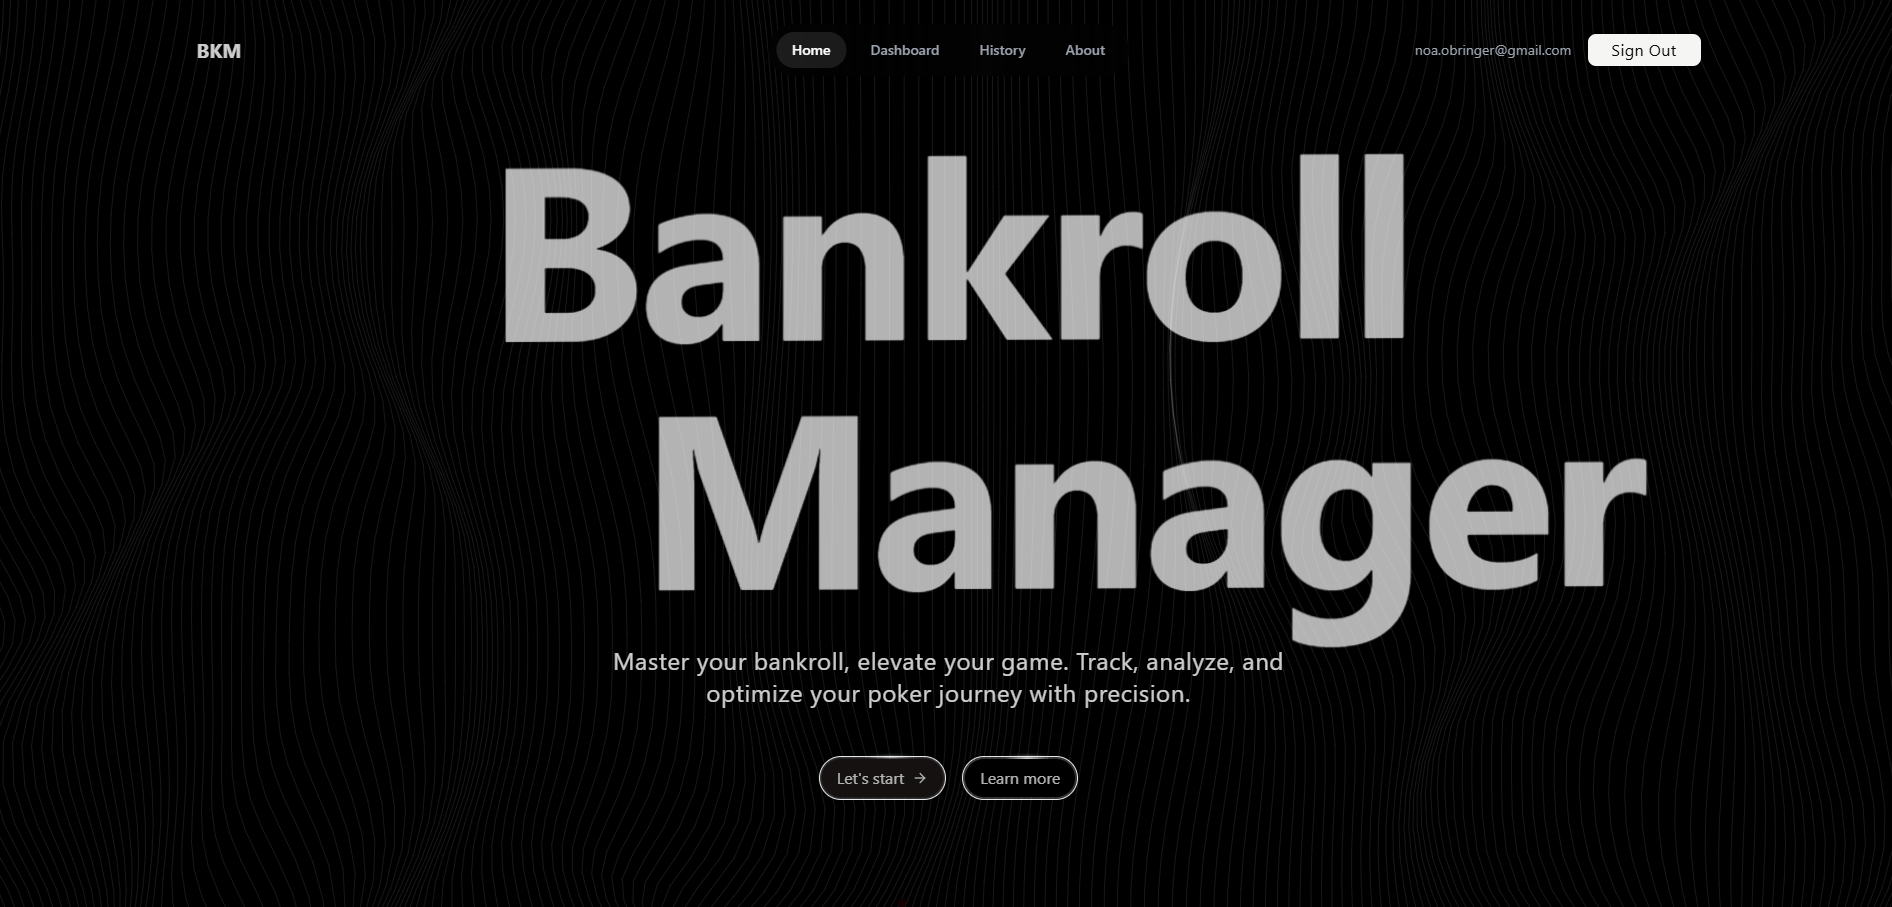 BKM
Home Dashboard History About
noa.obringer@gmail.com Sign Out
Bankroll
Manager
Master your bankroll, elevate your game. Track, analyze, and
optimize your poker journey with precision.
Let's start → Learn more